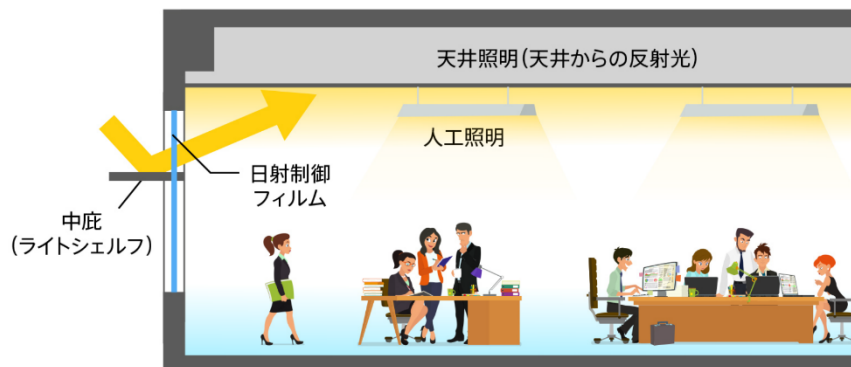 天井照明(天井からの反射光)
人工照明
日射制御
フィルム
中庇
(ライトシェルフ)